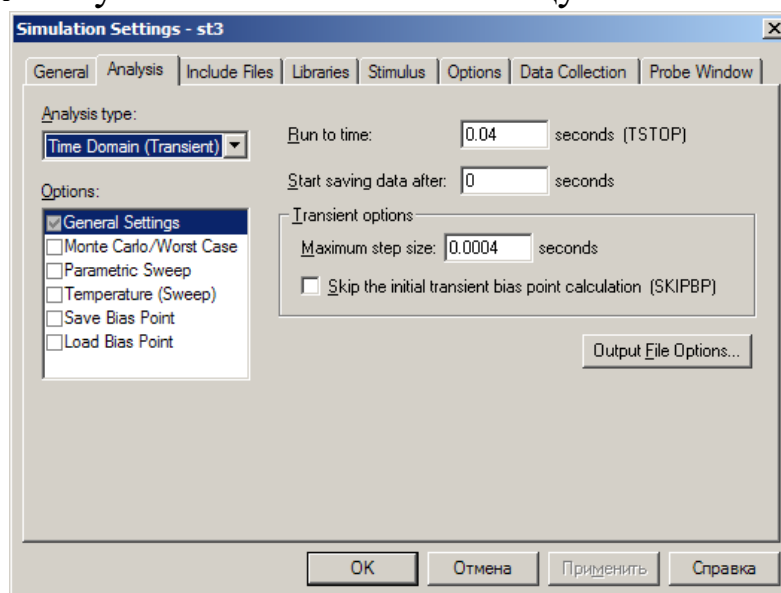 Simulation Settings - st3
General Analysis Include Files Libraries Stimulus Options Data Collection Probe Window
Analysis type:
Time Domain (Transient)
Options:
General Settings
Monte Carlo/Worst Case
Parametric Sweep
Temperature (Sweep)
Save Bias Point
Load Bias Point
Run to time: 0.04 seconds (TSTOP)
Start saving data after: 0 seconds
Transient options
Maximum step size: 0.0004 seconds
Skip the initial transient bias point calculation (SKIPBP)
Output File Options...
OK Отмена Применить Справка